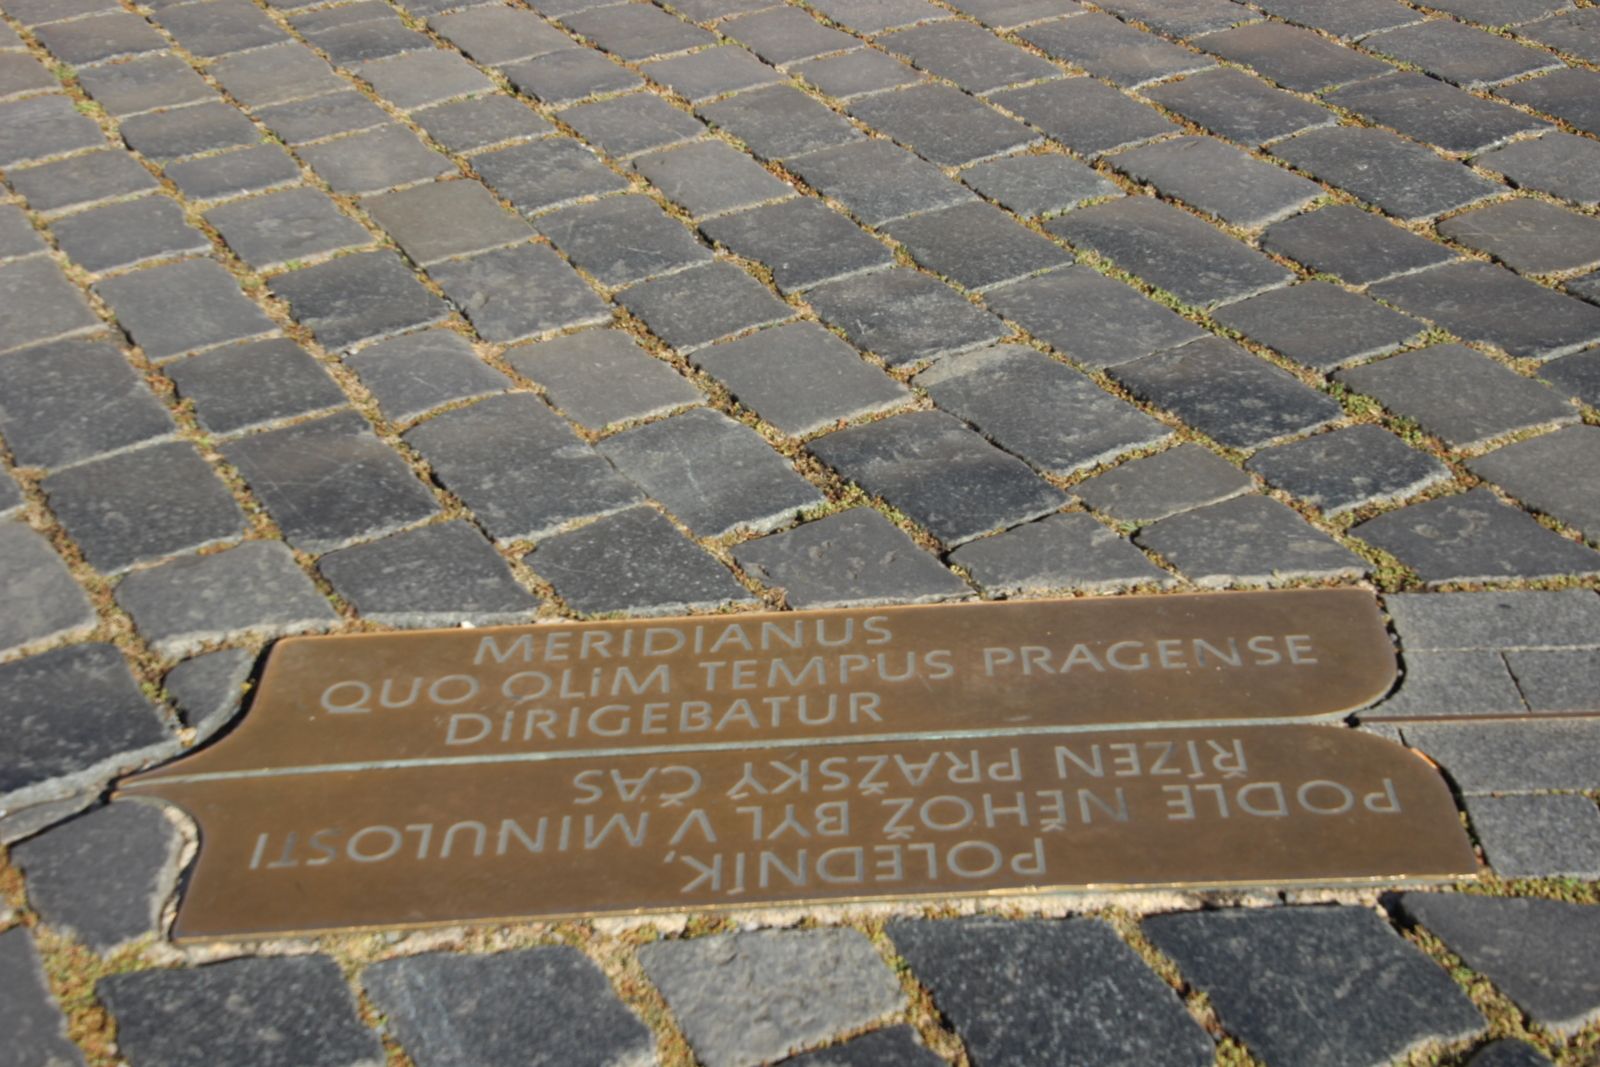 MERIDIANUS
QUO OLIM TEMPUS PRAGENSE
DIRIGEBATUR
POLEDNÍK,
PODLE NĚHOŽ BYL V MINULOSTI
ŘÍZEN PRAŽSKÝ ČAS